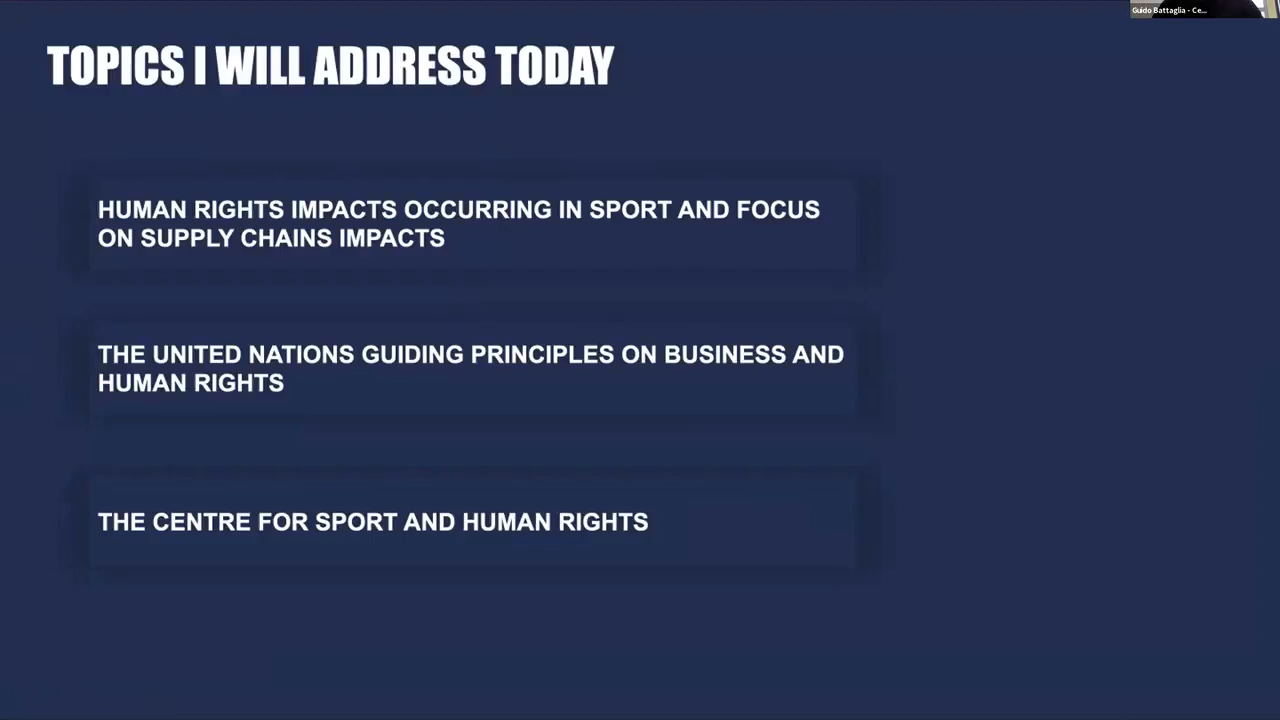 Guido Battaglia - Ce...
TOPICS I WILL ADDRESS TODAY
HUMAN RIGHTS IMPACTS OCCURRING IN SPORT AND FOCUS
ON SUPPLY CHAINS IMPACTS
THE UNITED NATIONS GUIDING PRINCIPLES ON BUSINESS AND
HUMAN RIGHTS
THE CENTRE FOR SPORT AND HUMAN RIGHTS